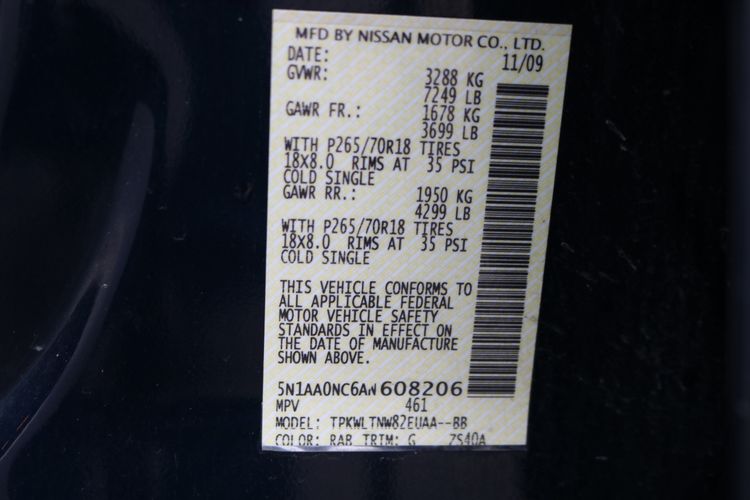 MFD BY NISSAN MOTOR CO., LTD.
DATE: 11/09
GVWR: 3288 KG
7249 LB
GAWR FR.: 1678 KG
3699 LB
WITH P265/70R18 TIRES
18X8.0 RIMS AT 35 PSI
COLD SINGLE
GAWR RR.: 1950 KG
4299 LB
WITH P265/70R18 TIRES
18X8.0 RIMS AT 35 PSI
COLD SINGLE
THIS VEHICLE CONFORMS TO
ALL APPLICABLE FEDERAL
MOTOR VEHICLE SAFETY
STANDARDS IN EFFECT ON
THE DATE OF MANUFACTURE
SHOWN ABOVE.
5N1AA0NC6AN608206
MPV 461
MODEL: TPKWLTNW82EUAA--BB
COLOR: RAB TRIM: G ZS40A